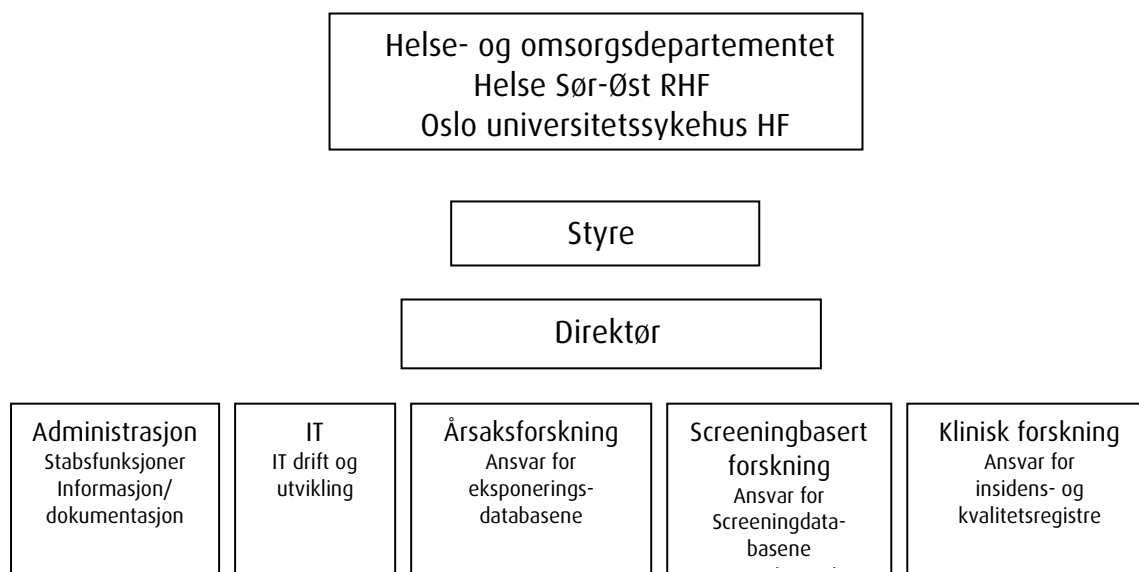 Helse- og omsorgsdepartementet
Helse Sør-Øst RHF
Oslo universitetssykehus HF
Styre
Direktør
Administrasjon
Stabsfunksjoner
Informasjon/
dokumentasjon
IT
IT drift og
utvikling
Årsaksforskning
Ansvar for
eksponerings-
databasene
Screeningbasert
forskning
Ansvar for
Screeningdata-
basene
Klinisk forskning
Ansvar for
insidens- og
kvalitetsregistre